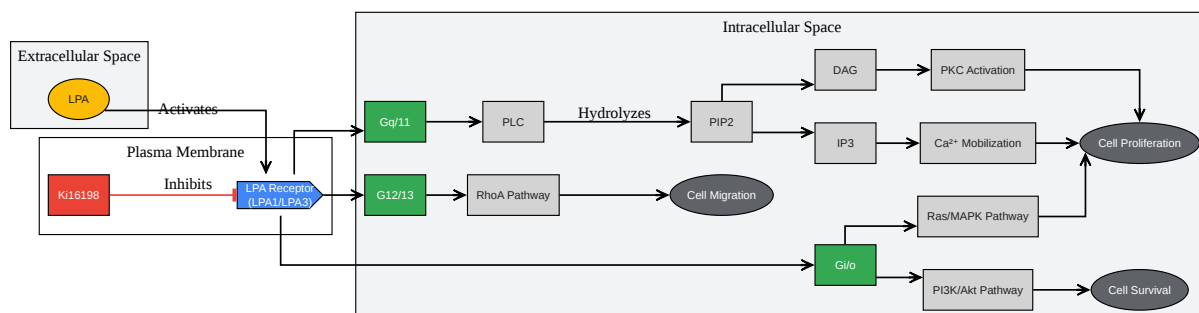 Intracellular Space
Extracellular Space
LPA
Activates
Plasma Membrane
Ki16198
Inhibits
LPA Receptor
(LPA1/LPA3)
Gq/11
PLC
Hydrolyzes
PIP2
DAG
PKC Activation
IP3
Ca²⁺ Mobilization
Cell Proliferation
G12/13
RhoA Pathway
Cell Migration
Ras/MAPK Pathway
Gi/o
PI3K/Akt Pathway
Cell Survival